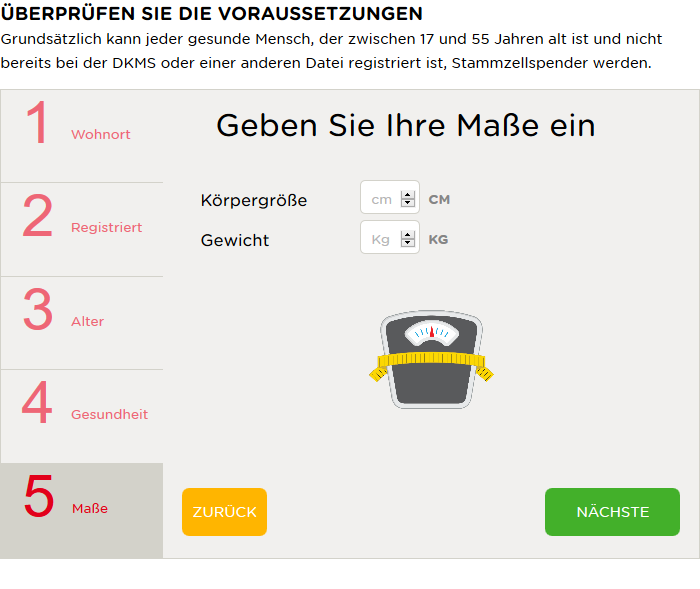 ÜBERPRÜFEN SIE DIE VORAUSSETZUNGEN
Grundsätzlich kann jeder gesunde Mensch, der zwischen 17 und 55 Jahren alt ist und nicht
bereits bei der DKMS oder einer anderen Datei registriert ist, Stammzellspender werden.
1 Wohnort
2 Registriert
3 Alter
4 Gesundheit
5 Maße
Geben Sie Ihre Maße ein
Körpergröße cm CM
Gewicht Kg KG
ZURÜCK NÄCHSTE